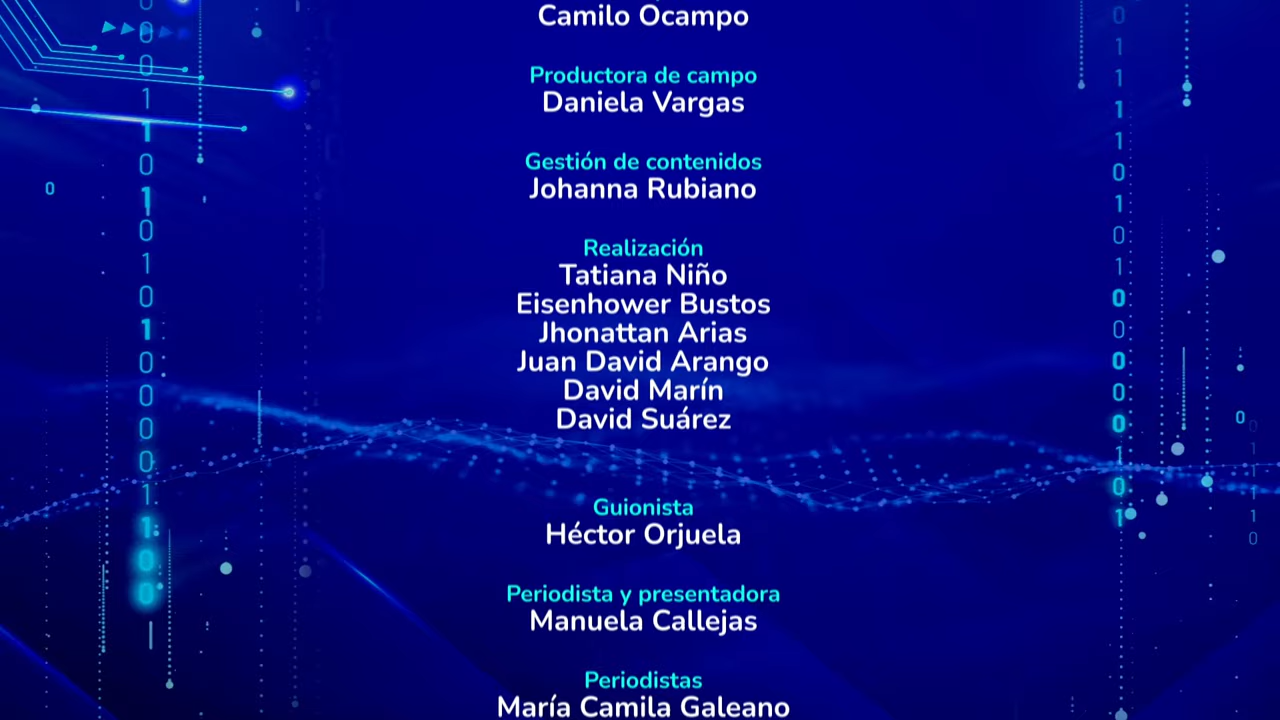 Camilo Ocampo
Productora de campo
Daniela Vargas
Gestión de contenidos
Johanna Rubiano
Realización
Tatiana Niño
Eisenhower Bustos
Jhonattan Arias
Juan David Arango
David Marín
David Suárez
Guionista
Héctor Orjuela
Periodista y presentadora
Manuela Callejas
Periodistas
María Camila Galeano